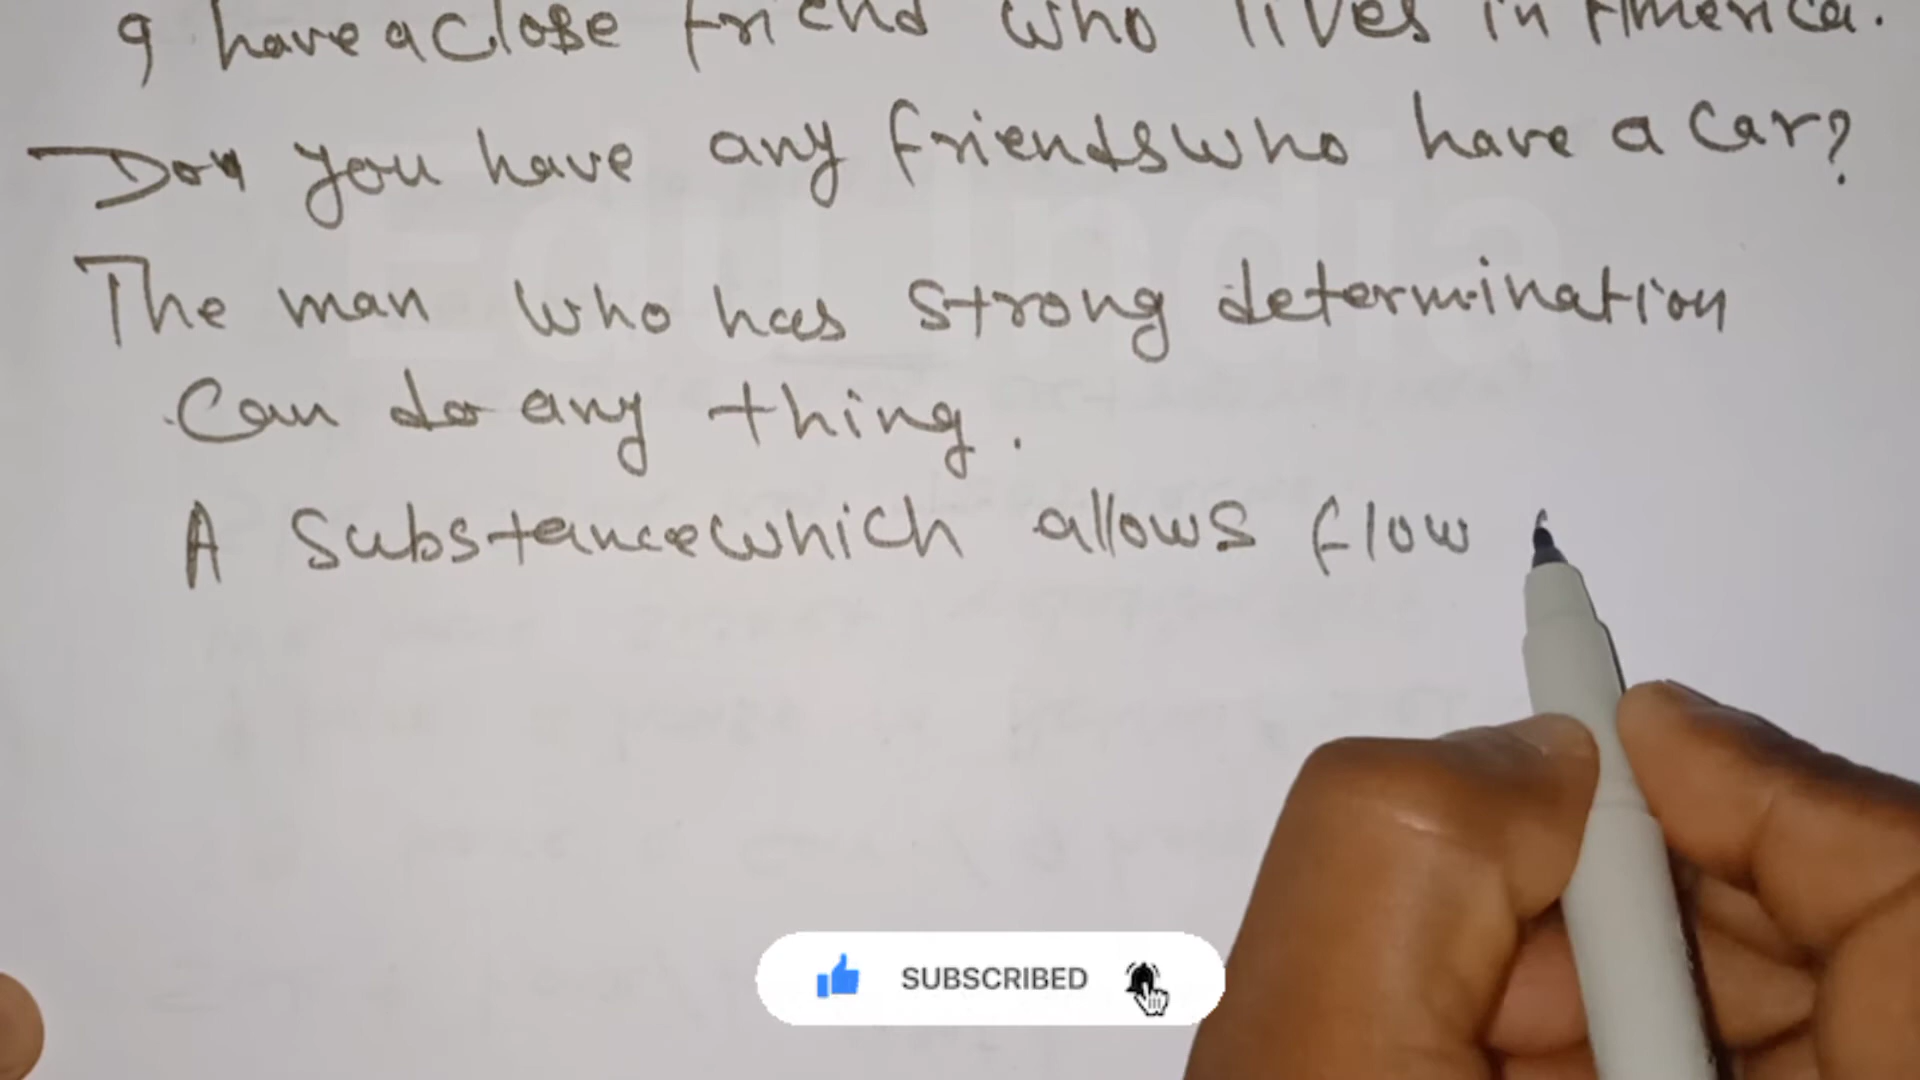 I have a close friend who lives in America.
Don you have any friends who have a car?
The man who has strong determination
can do any thing.
A substance which allows flow
SUBSCRIBED